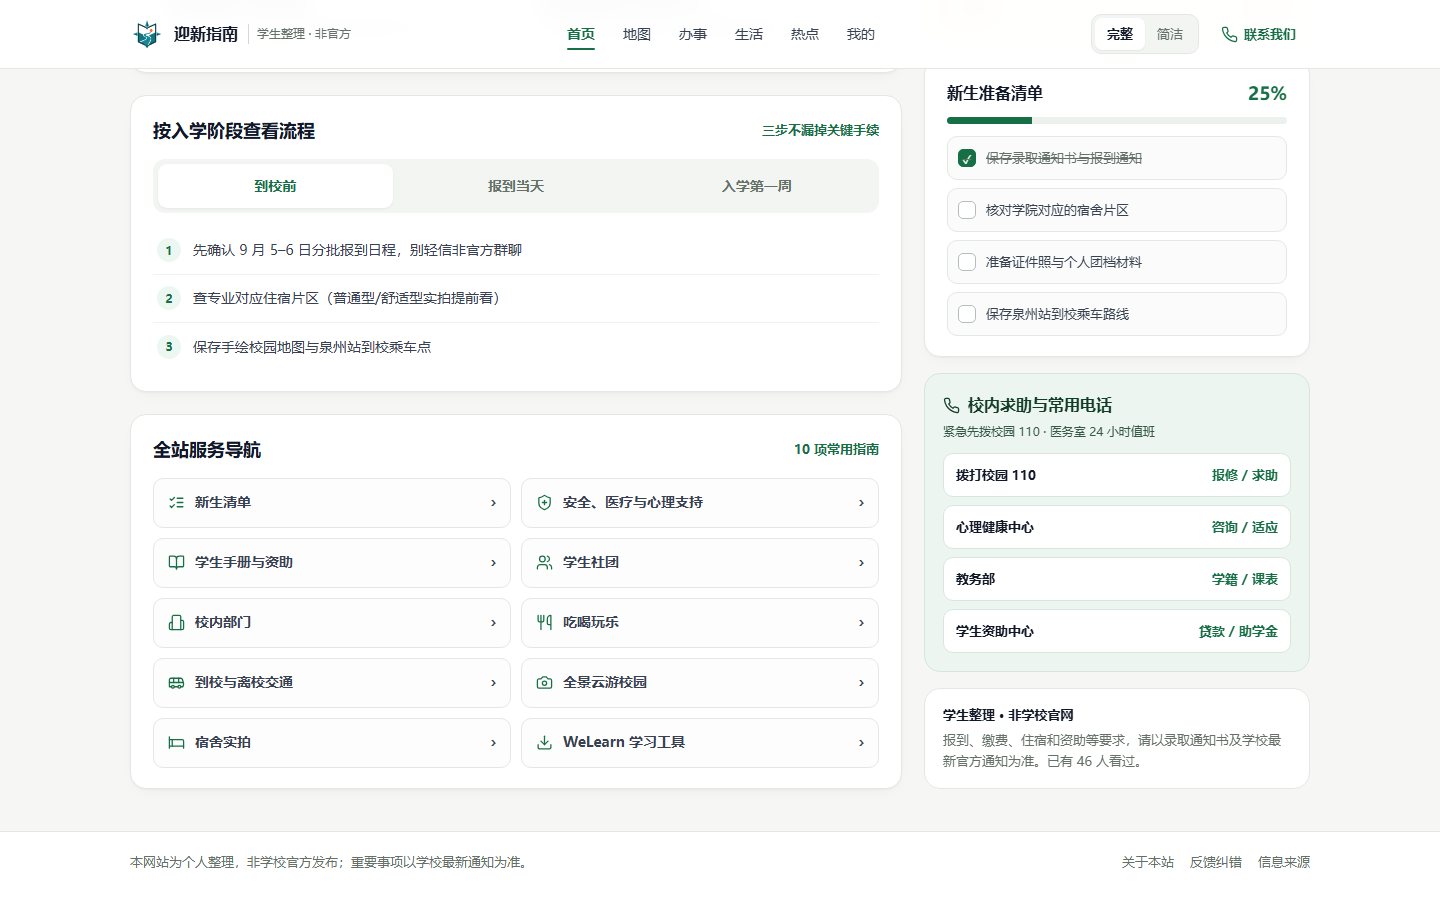 迎新指南
学生整理 · 非官方
首页
地图
办事
生活
热点
我的
完整
简洁
联系我们
按入学阶段查看流程
三步不漏掉关键手续
到校前
报到当天
入学第一周
1 先确认 9 月 5–6 日分批报到日程，别轻信非官方群聊
2 查专业对应住宿片区（普通型/舒适型实拍提前看）
3 保存手绘校园地图与泉州站到校乘车点
全站服务导航
10 项常用指南
新生清单 ›
安全、医疗与心理支持 ›
学生手册与资助 ›
学生社团 ›
校内部门 ›
吃喝玩乐 ›
到校与离校交通 ›
全景云游校园 ›
宿舍实拍 ›
WeLearn 学习工具 ›
新生准备清单
25%
保存录取通知书与报到通知
核对学院对应的宿舍片区
准备证件照与个人团档材料
保存泉州站到校乘车路线
校内求助与常用电话
紧急先拨校园 110 · 医务室 24 小时值班
拨打校园 110
报修 / 求助
心理健康中心
咨询 / 适应
教务部
学籍 / 课表
学生资助中心
贷款 / 助学金
学生整理 • 非学校官网
报到、缴费、住宿和资助等要求，请以录取通知书及学校最
新官方通知为准。已有 46 人看过。
本网站为个人整理，非学校官方发布；重要事项以学校最新通知为准。
关于本站
反馈纠错
信息来源